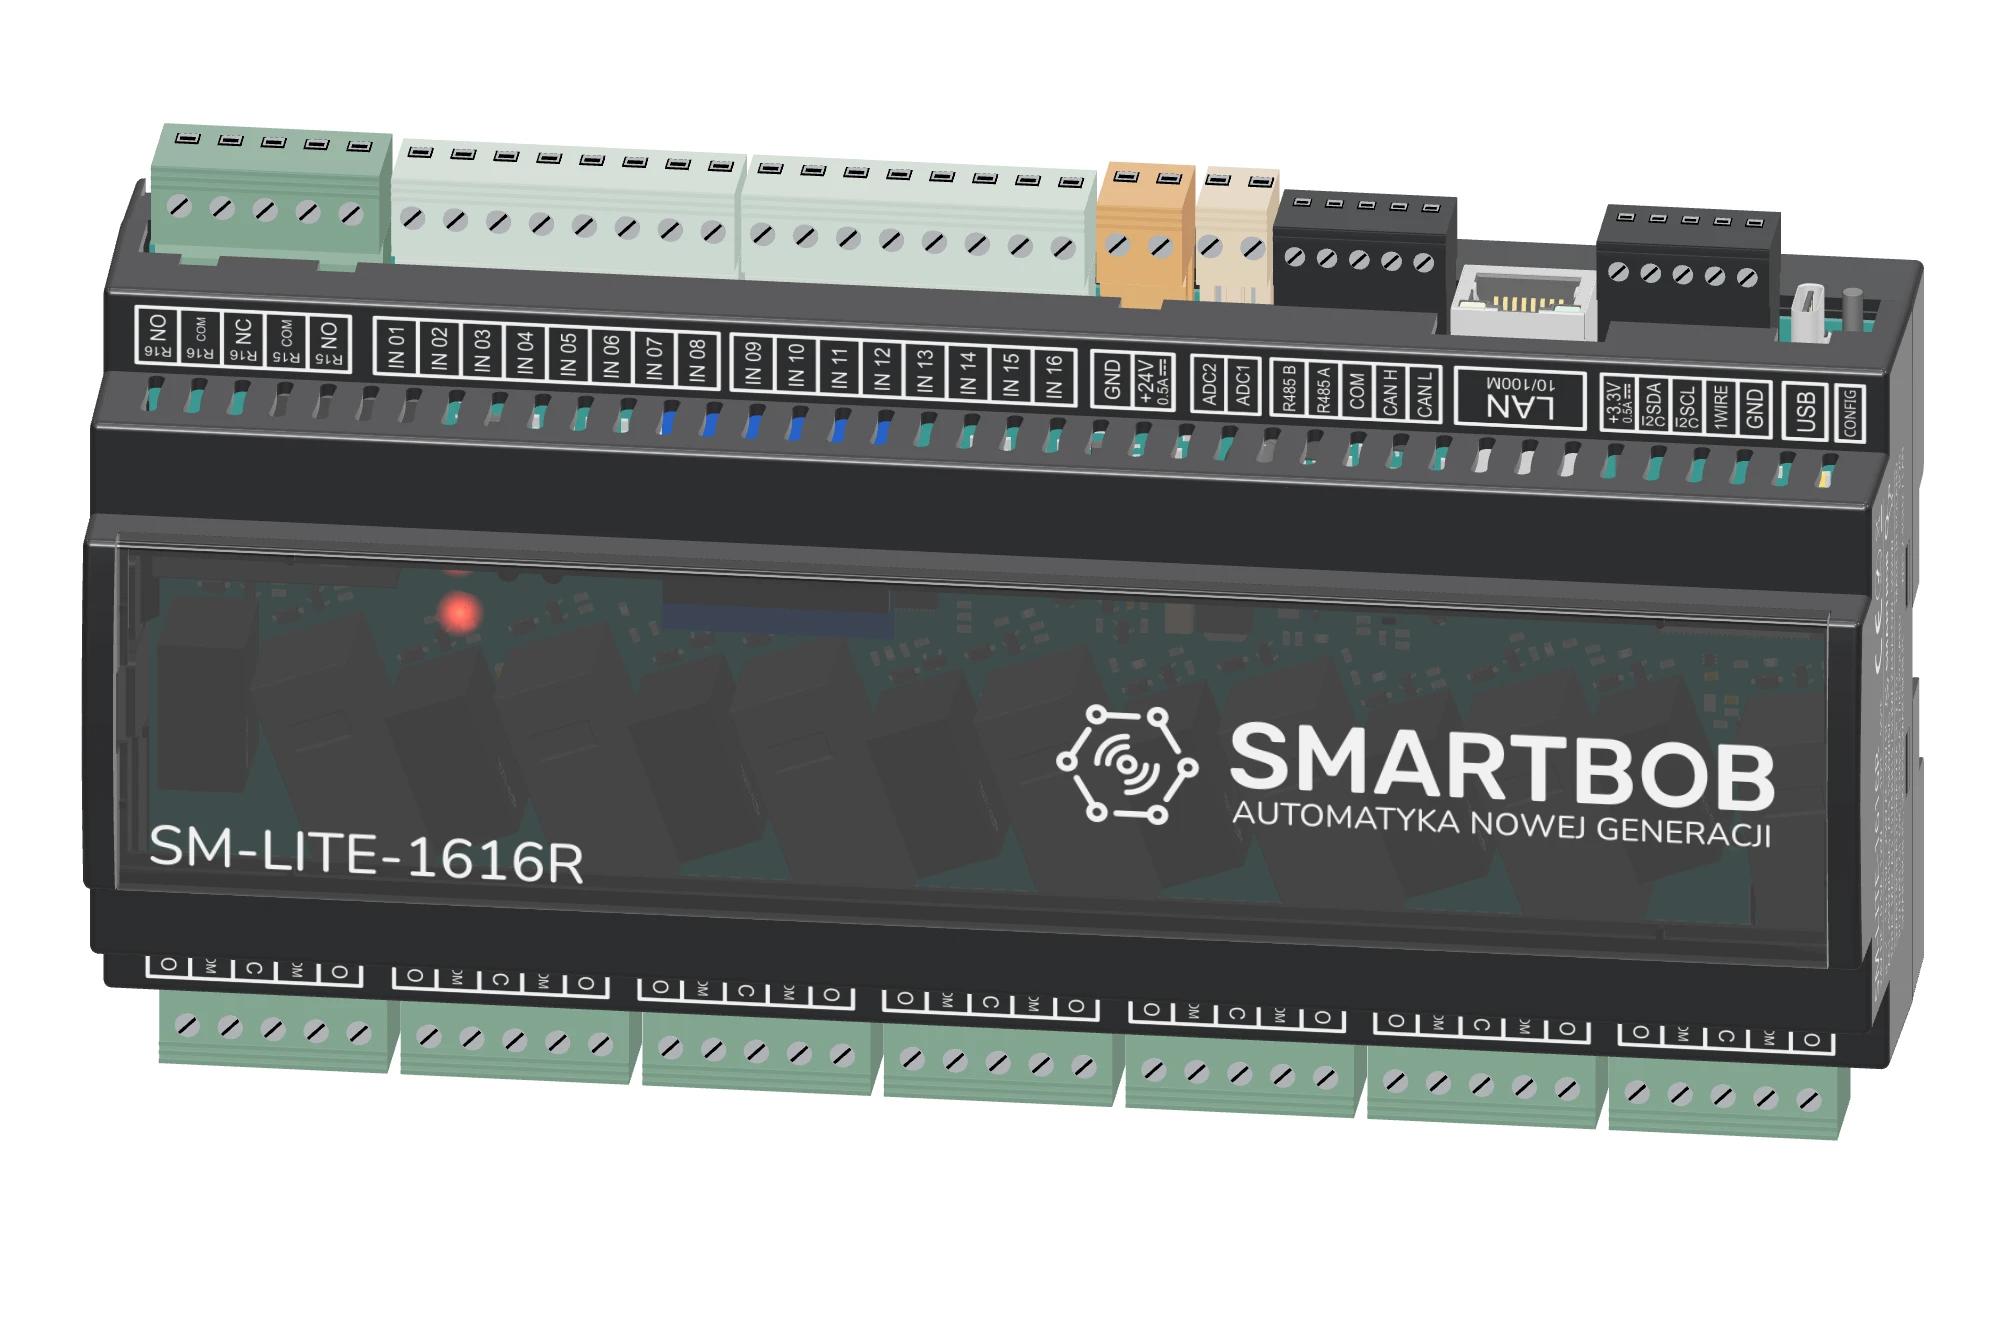 NO R16
COM R16
NC R16
COM R15
NO R15
IN 01
IN 02
IN 03
IN 04
IN 05
IN 06
IN 07
IN 08
IN 09
IN 10
IN 11
IN 12
IN 13
IN 14
IN 15
IN 16
GND
+24V 0.5A
ADC2
ADC1
R485 B
R485 A
COM
CAN H
CAN L
LAN
10/100M
+3.3V 0.5A
I2C SDA
I2C SCL
1WIRE
GND
USB
CONFIG
SMARTBOB
AUTOMATYKA NOWEJ GENERACJI
SM-LITE-1616R